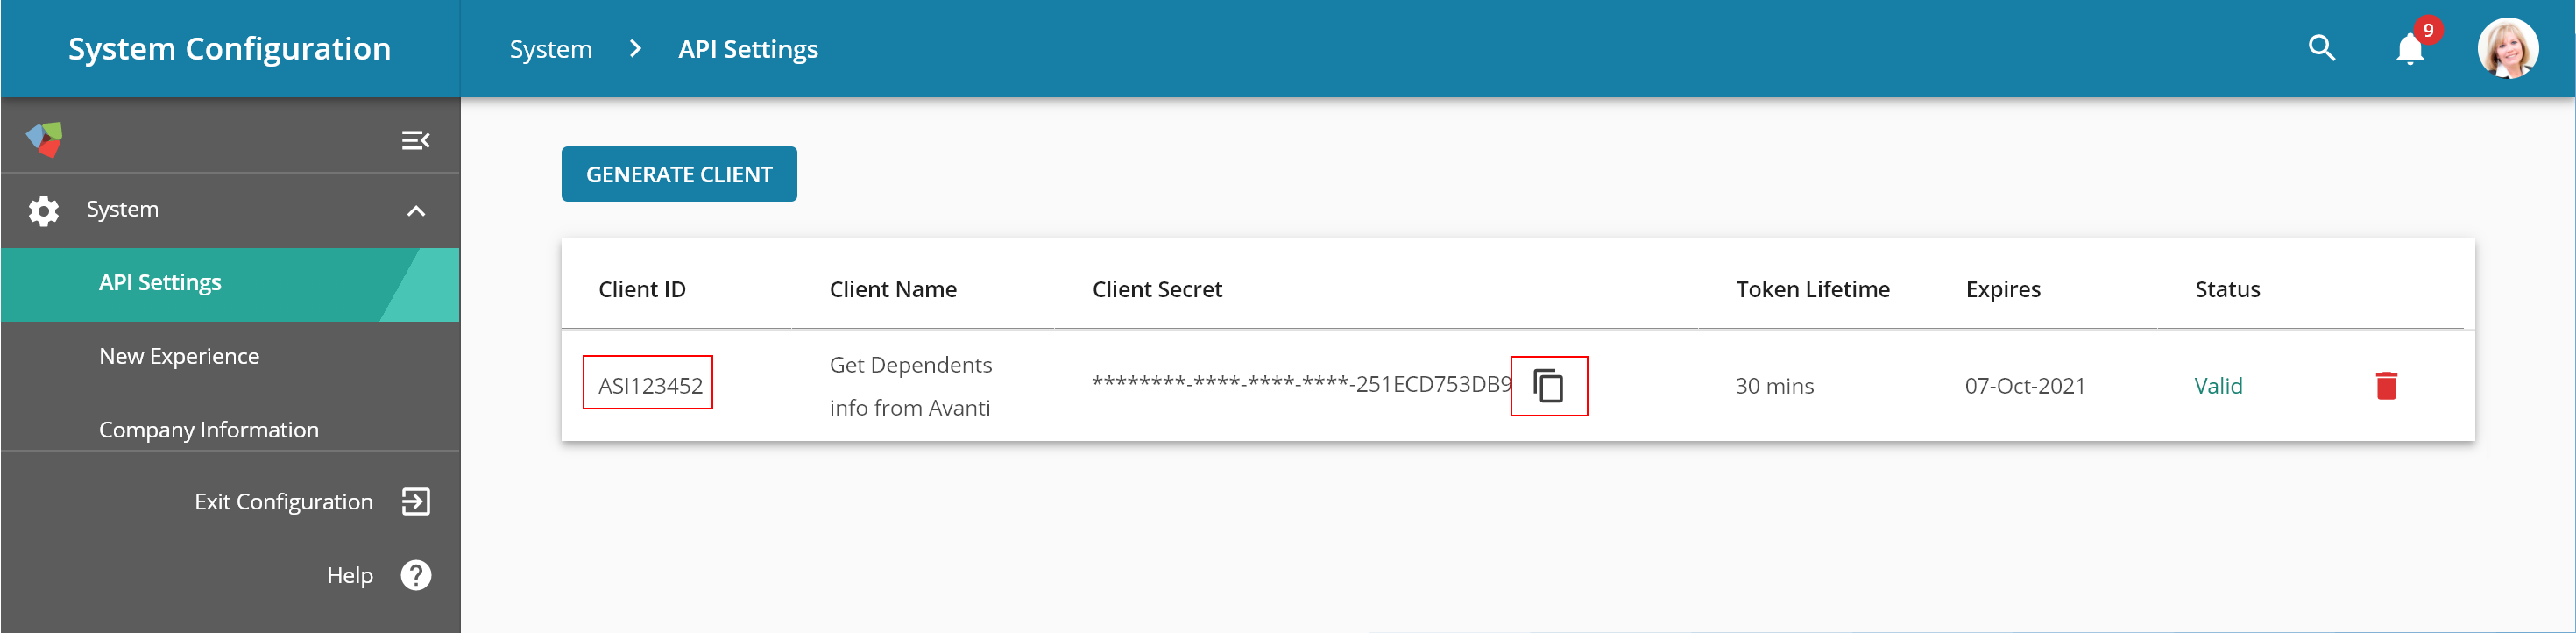 System Configuration
System > API Settings
9
System
API Settings
New Experience
Company Information
Exit Configuration
Help
GENERATE CLIENT
Client ID Client Name Client Secret Token Lifetime Expires Status
ASI123452 Get Dependents ********-****-****-****-251ECD753DB9 30 mins 07-Oct-2021 Valid
info from Avanti